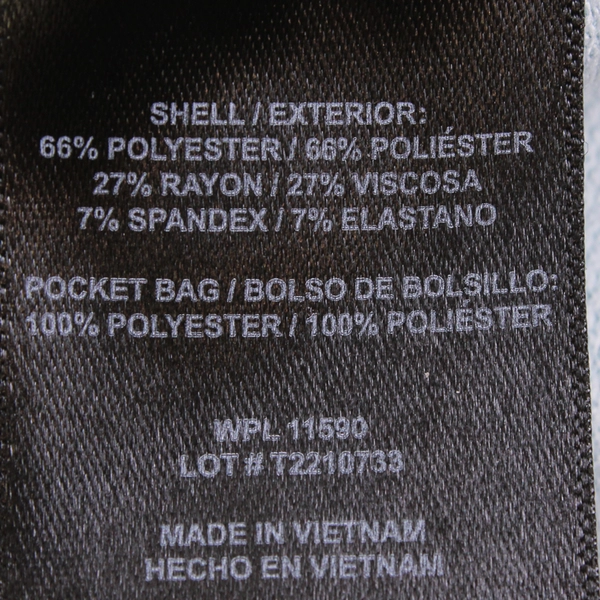 SHELL / EXTERIOR:
66% POLYESTER / 66% POLIÉSTER
27% RAYON / 27% VISCOSA
7% SPANDEX / 7% ELASTANO
POCKET BAG / BOLSO DE BOLSILLO:
100% POLYESTER / 100% POLIÉSTER
WPL 11590
LOT # T2210733
MADE IN VIETNAM
HECHO EN VIETNAM